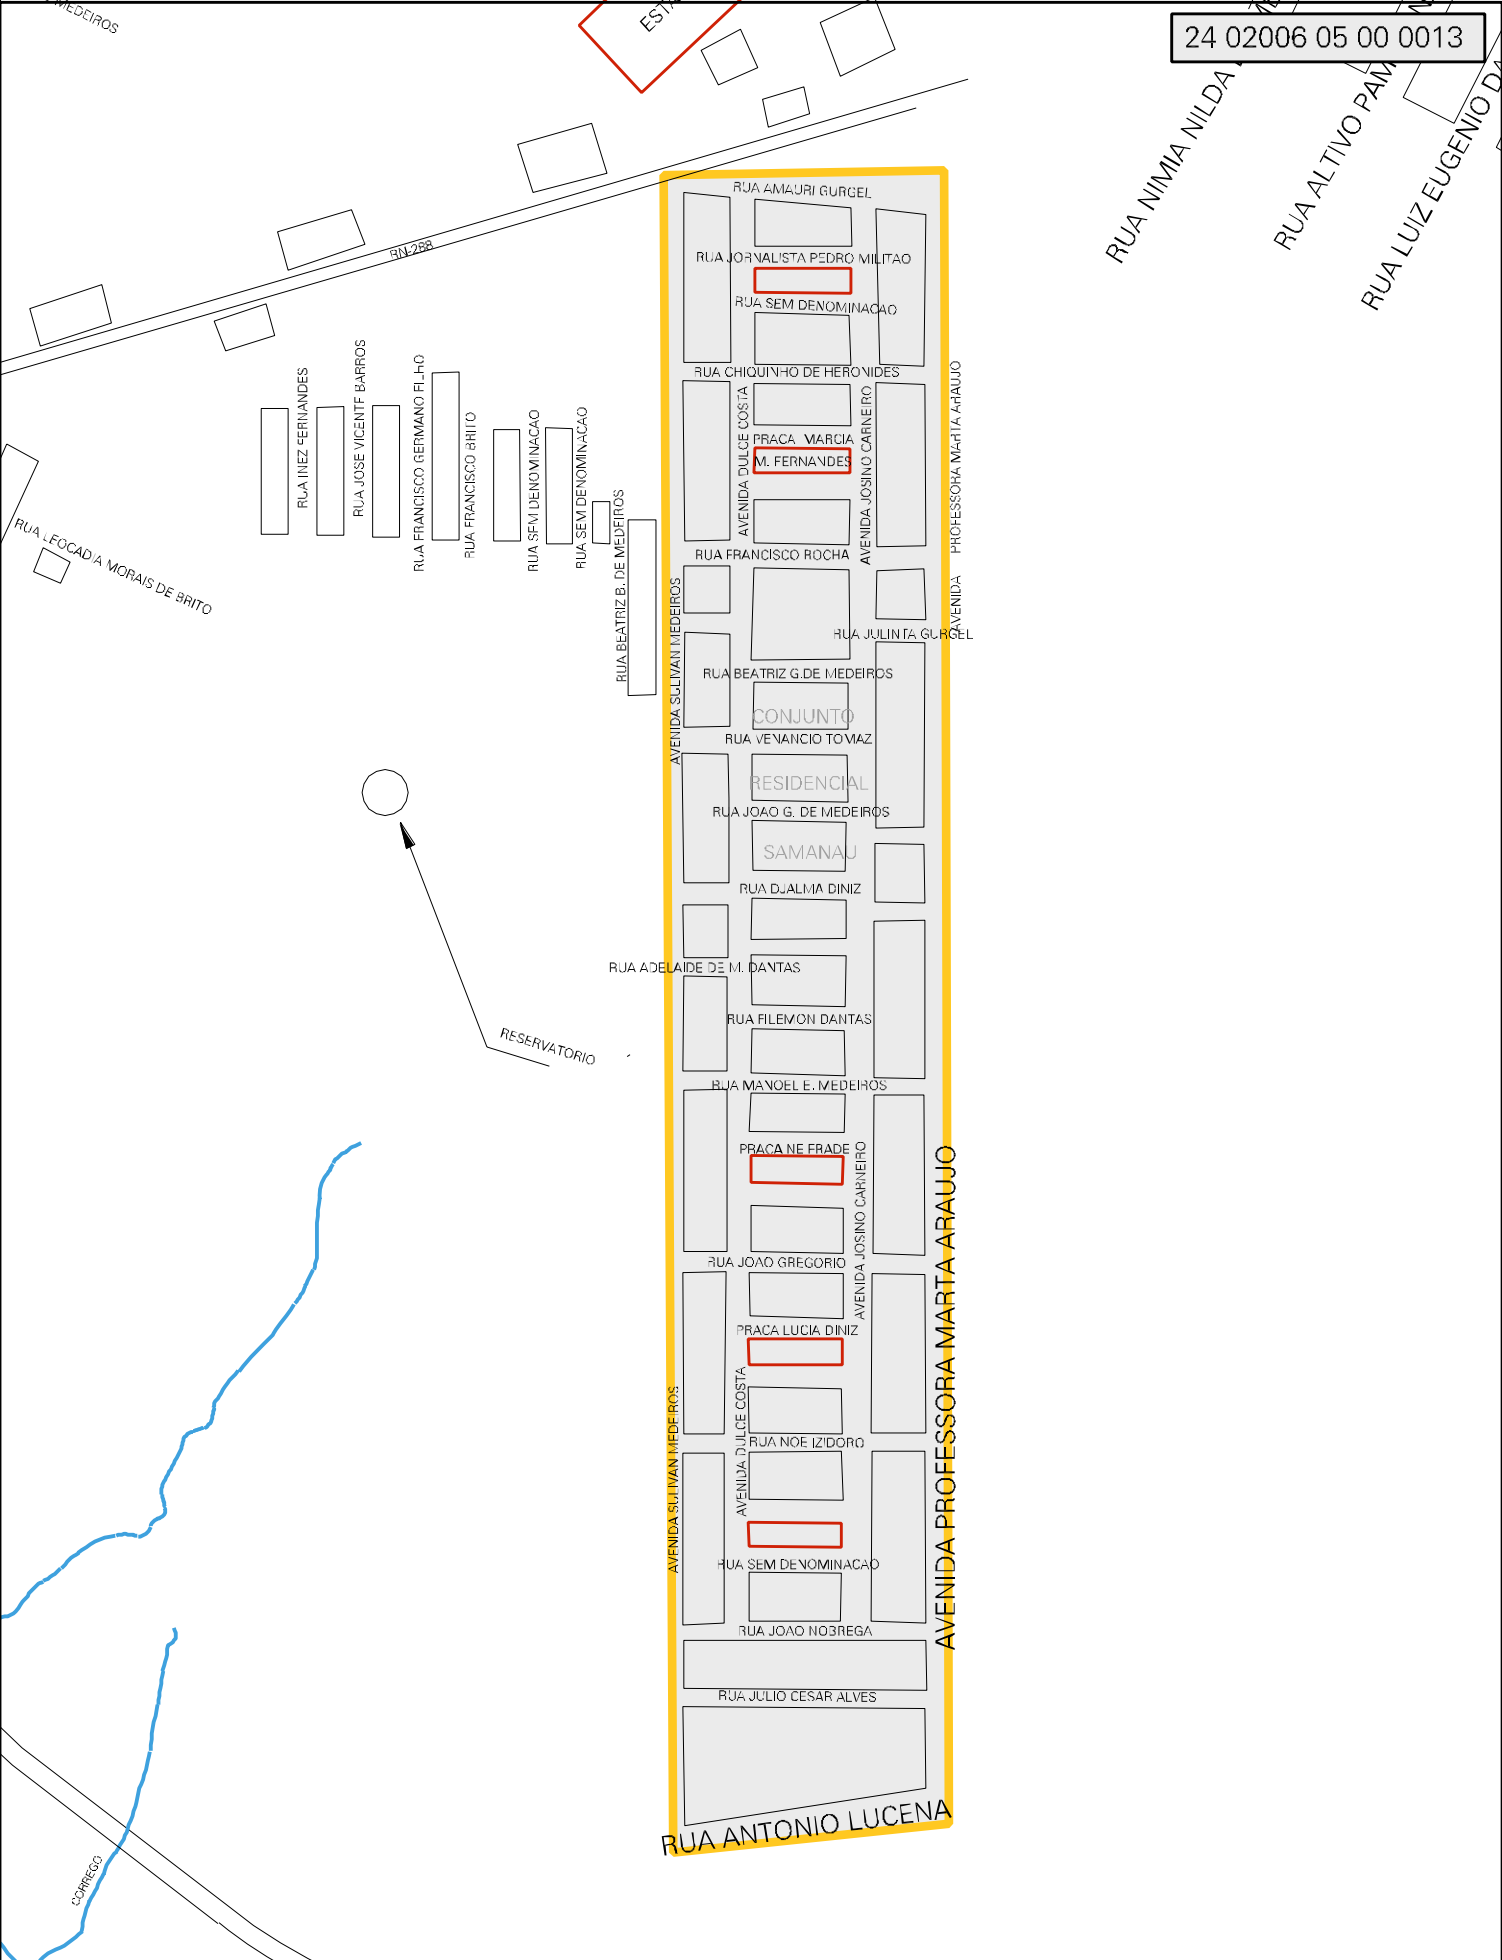 MEDEIROS
24 02006 05 00 0013
RUA NIMIA NILDA
RUA ALTIVO
RUA LUIZ EUGENIO
RN-288
RUA AMAURI GURGEL
RUA JORNALISTA PEDRO MILITAO
RUA SEM DENOMINACAO
RUA CHIQUINHO DE HERONIDES
AVENIDA DULCE COSTA
PRACA MARCIA
M. FERNANDES
AVENIDA JOSINO CARNEIRO
AVENIDA PROFESSORA MARTA ARAUJO
RUA INEZ FERNANDES
RUA JOSE VICENTE BARROS
RUA FRANCISCO GERMANO FILHO
RUA FRANCISCO BRITO
RUA SEM DENOMINACAO
RUA SEM DENOMINACAO
RUA BEATRIZ B. DE MEDEIROS
RUA LEOCADIA MORAIS DE BRITO
RUA FRANCISCO ROCHA
AVENIDA SULIVAN MEDEIROS
RUA JULINTA GURGEL
RUA BEATRIZ G.DE MEDEIROS
CONJUNTO
RUA VENANCIO TOMAZ
RESIDENCIAL
RUA JOAO G. DE MEDEIROS
SAMANAU
RUA DJALMA DINIZ
RUA ADELAIDE DE M. DANTAS
RUA FILEMON DANTAS
RESERVATORIO
RUA MANOEL E. MEDEIROS
PRACA NE FRADE
AVENIDA JOSINO CARNEIRO
AVENIDA PROFESSORA MARTA ARAUJO
RUA JOAO GREGORIO
PRACA LUCIA DINIZ
AVENIDA DULCE COSTA
AVENIDA SULIVAN MEDEIROS
RUA NOE IZIDORO
RUA SEM DENOMINACAO
RUA JOAO NOBREGA
RUA JULIO CESAR ALVES
RUA ANTONIO LUCENA
CORREGO